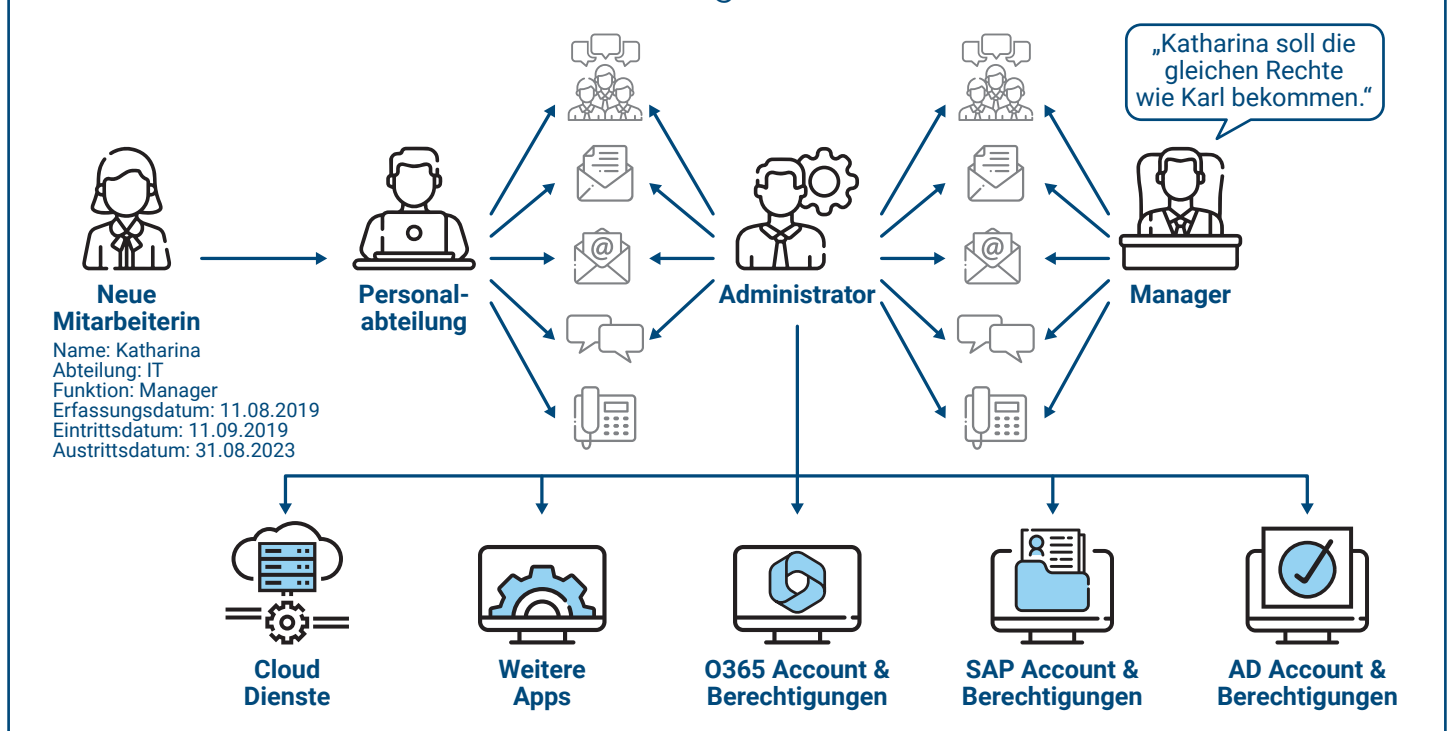 „Katharina soll die
gleichen Rechte
wie Karl bekommen.“
Neue
Mitarbeiterin
Name: Katharina
Abteilung: IT
Funktion: Manager
Erfassungsdatum: 11.08.2019
Eintrittsdatum: 11.09.2019
Austrittsdatum: 31.08.2023
Personal-
abteilung
Administrator
Manager
Cloud
Dienste
Weitere
Apps
O365 Account &
Berechtigungen
SAP Account &
Berechtigungen
AD Account &
Berechtigungen